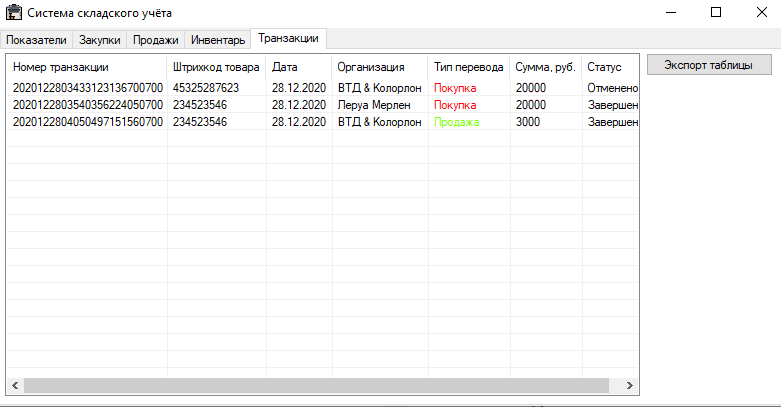 Система складского учёта
Показатели Закупки Продажи Инвентарь Транзакции
Номер транзакции Штрихкод товара Дата Организация Тип перевода Сумма, руб. Статус Экспорт таблицы
2020122803433123136700700 45325287623 28.12.2020 ВТД & Колорлон Покупка 20000 Отменено
2020122803540356224050700 234523546 28.12.2020 Леруа Мерлен Покупка 20000 Завершен
2020122804050497151560700 234523546 28.12.2020 ВТД & Колорлон Продажа 3000 Завершен